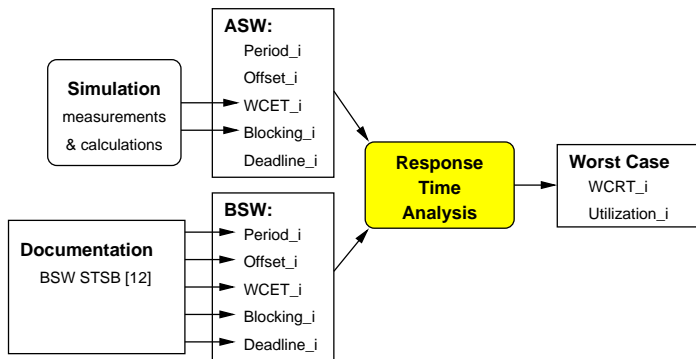 ASW:
Period_i
Offset_i
WCET_i
Blocking_i
Deadline_i
Simulation
measurements
& calculations
BSW:
Period_i
Offset_i
WCET_i
Blocking_i
Deadline_i
Documentation
BSW STSB [12]
Response
Time
Analysis
Worst Case
WCRT_i
Utilization_i